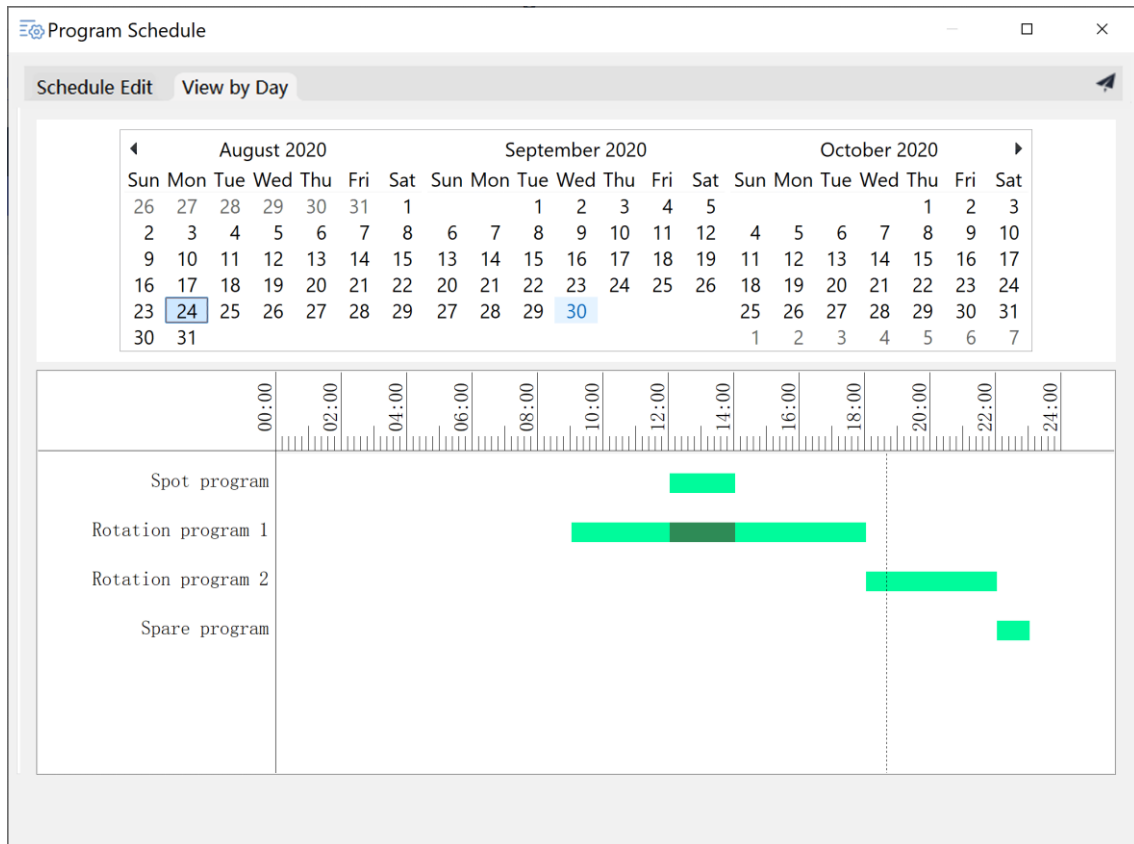 Program Schedule
Schedule Edit View by Day
August 2020 September 2020 October 2020
Sun Mon Tue Wed Thu Fri Sat Sun Mon Tue Wed Thu Fri Sat Sun Mon Tue Wed Thu Fri Sat
26 27 28 29 30 31 1 1 2 3 4 5 1 2 3
2 3 4 5 6 7 8 6 7 8 9 10 11 12 4 5 6 7 8 9 10
9 10 11 12 13 14 15 13 14 15 16 17 18 19 11 12 13 14 15 16 17
16 17 18 19 20 21 22 20 21 22 23 24 25 26 18 19 20 21 22 23 24
23 24 25 26 27 28 29 27 28 29 30 25 26 27 28 29 30 31
30 31 1 2 3 4 5 6 7
00:00 02:00 04:00 06:00 08:00 10:00 12:00 14:00 16:00 18:00 20:00 22:00 24:00
Spot program
Rotation program 1
Rotation program 2
Spare program